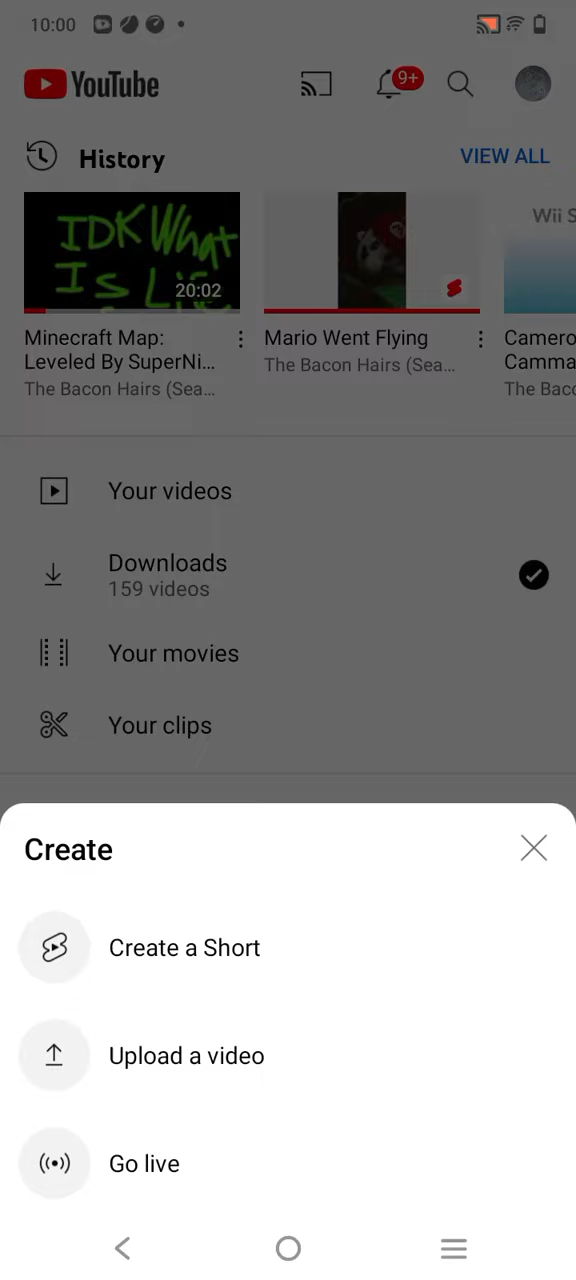 10:00
YouTube
9+
History
VIEW ALL
IDK What
Is Lie
20:02
Wii S
Minecraft Map:
Leveled By SuperNi...
The Bacon Hairs (Sea...
Mario Went Flying
The Bacon Hairs (Sea...
Camero
Camma
The Baco
Your videos
Downloads
159 videos
Your movies
Your clips
Create
Create a Short
Upload a video
Go live